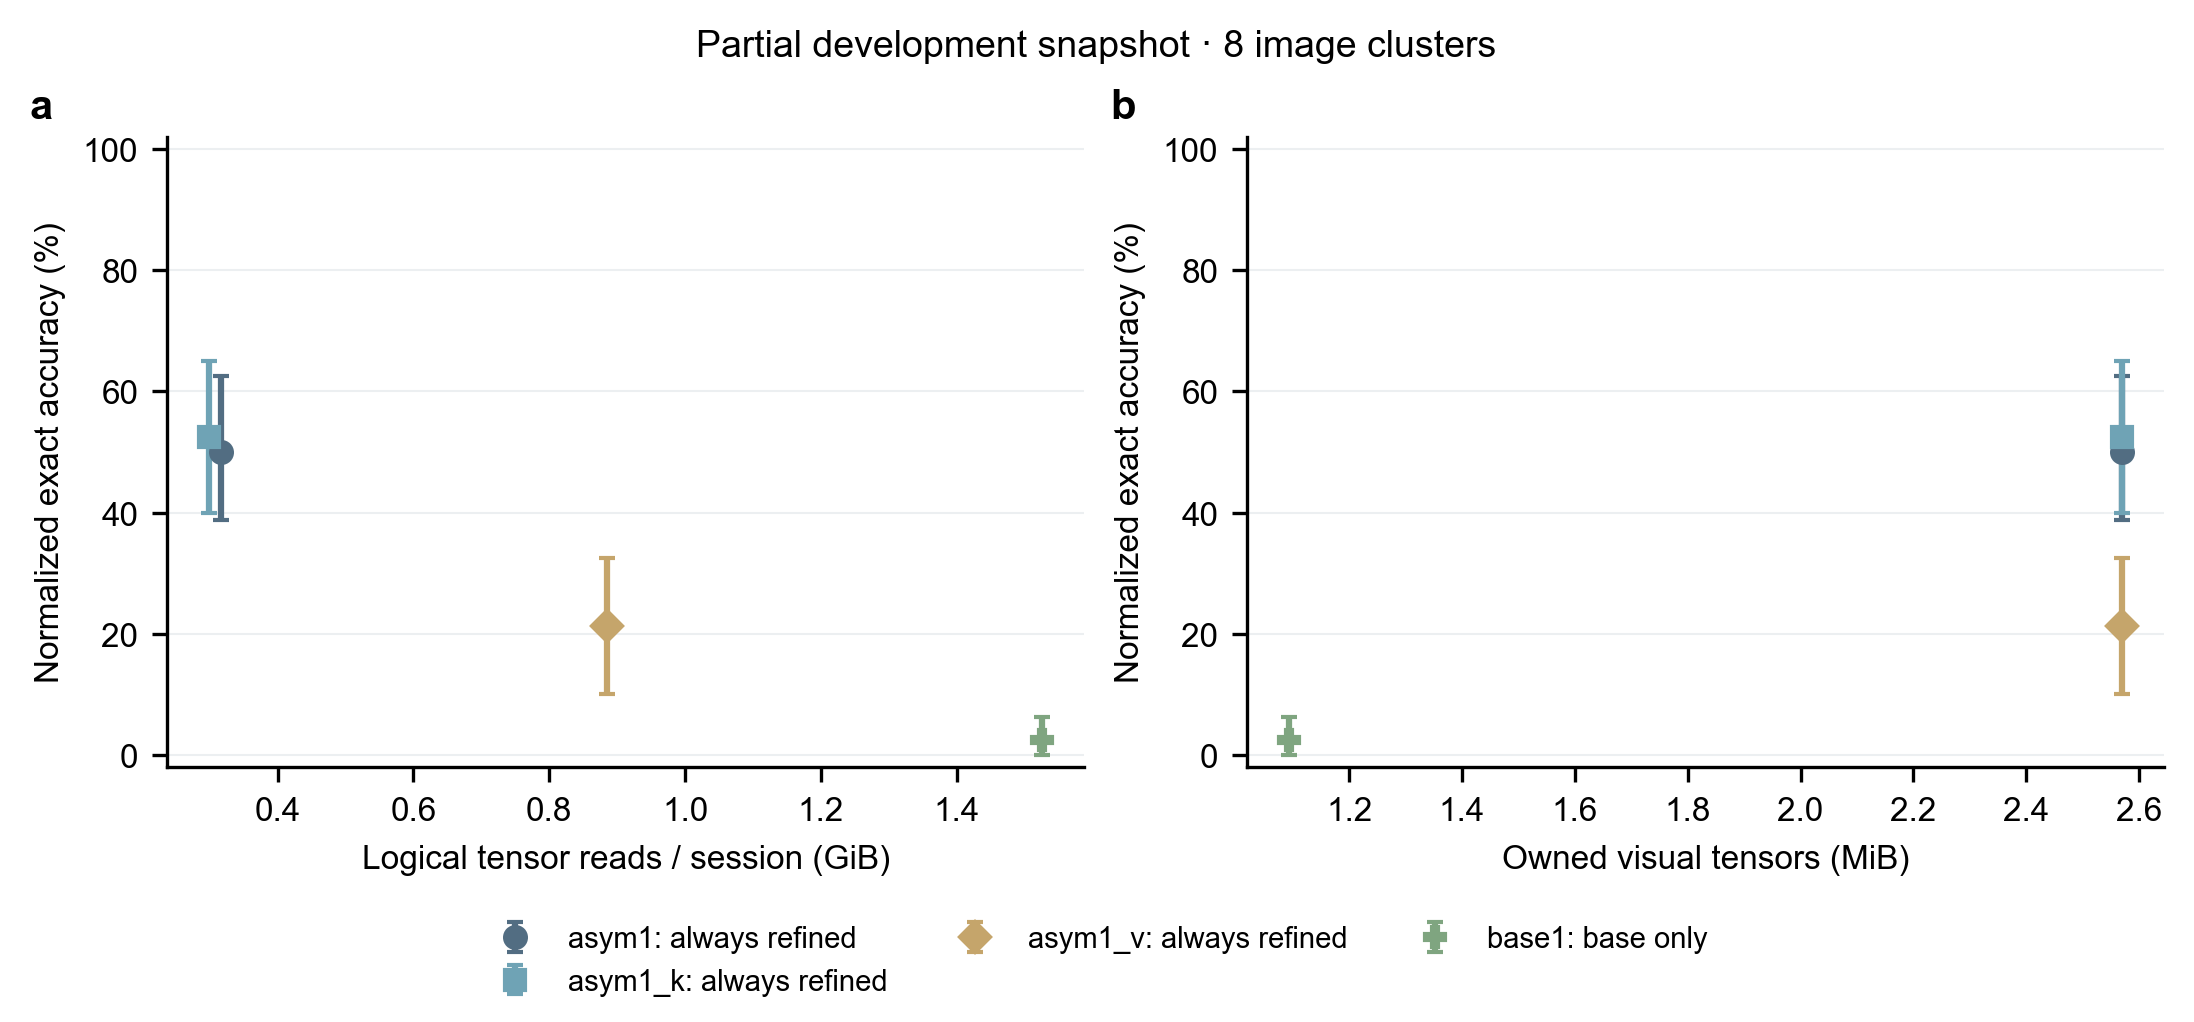 Partial development snapshot · 8 image clusters
a
100
80
60
40
20
0
Normalized exact accuracy (%)
0.4 0.6 0.8 1.0 1.2 1.4
Logical tensor reads / session (GiB)
b
100
80
60
40
20
0
Normalized exact accuracy (%)
1.2 1.4 1.6 1.8 2.0 2.2 2.4 2.6
Owned visual tensors (MiB)
asym1: always refined
asym1_k: always refined
asym1_v: always refined
base1: base only